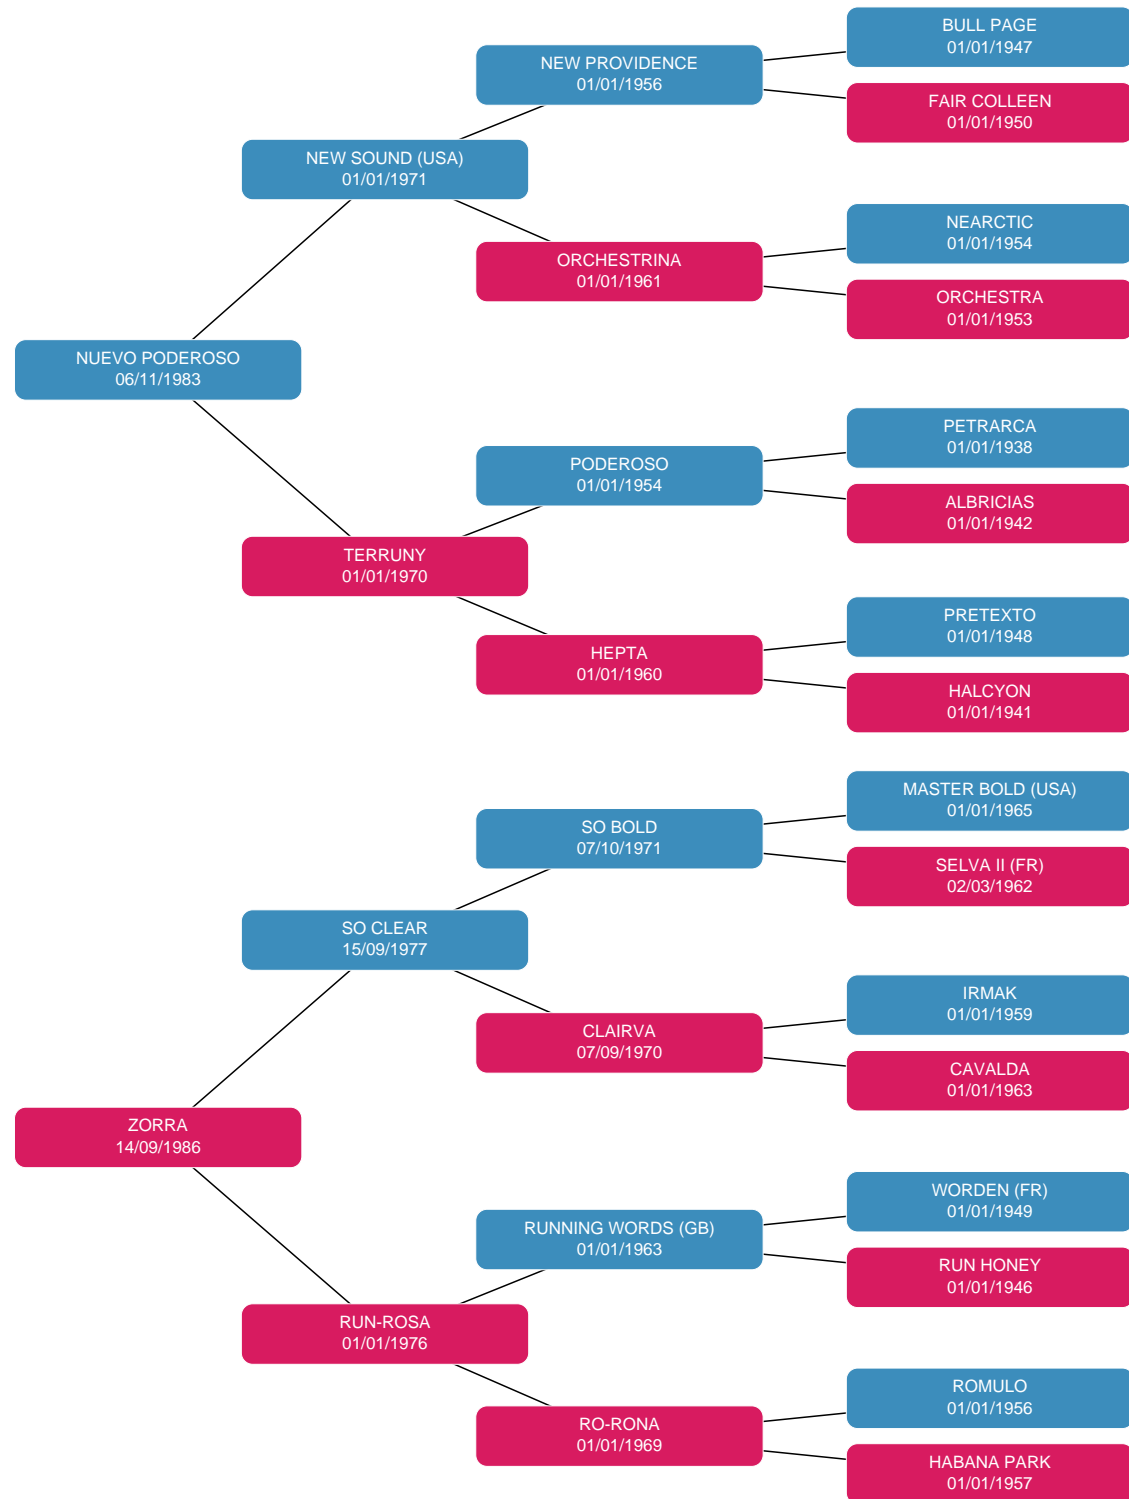 BULL PAGE
01/01/1947
NEW PROVIDENCE
01/01/1956
FAIR COLLEEN
01/01/1950
NEW SOUND (USA)
01/01/1971
NEARCTIC
01/01/1954
ORCHESTRINA
01/01/1961
ORCHESTRA
01/01/1953
NUEVO PODEROSO
06/11/1983
PETRARCA
01/01/1938
PODEROSO
01/01/1954
ALBRICIAS
01/01/1942
TERRUNY
01/01/1970
PRETEXTO
01/01/1948
HEPTA
01/01/1960
HALCYON
01/01/1941
MASTER BOLD (USA)
01/01/1965
SO BOLD
07/10/1971
SELVA II (FR)
02/03/1962
SO CLEAR
15/09/1977
IRMAK
01/01/1959
CLAIRVA
07/09/1970
CAVALDA
01/01/1963
ZORRA
14/09/1986
WORDEN (FR)
01/01/1949
RUNNING WORDS (GB)
01/01/1963
RUN HONEY
01/01/1946
RUN-ROSA
01/01/1976
ROMULO
01/01/1956
RO-RONA
01/01/1969
HABANA PARK
01/01/1957